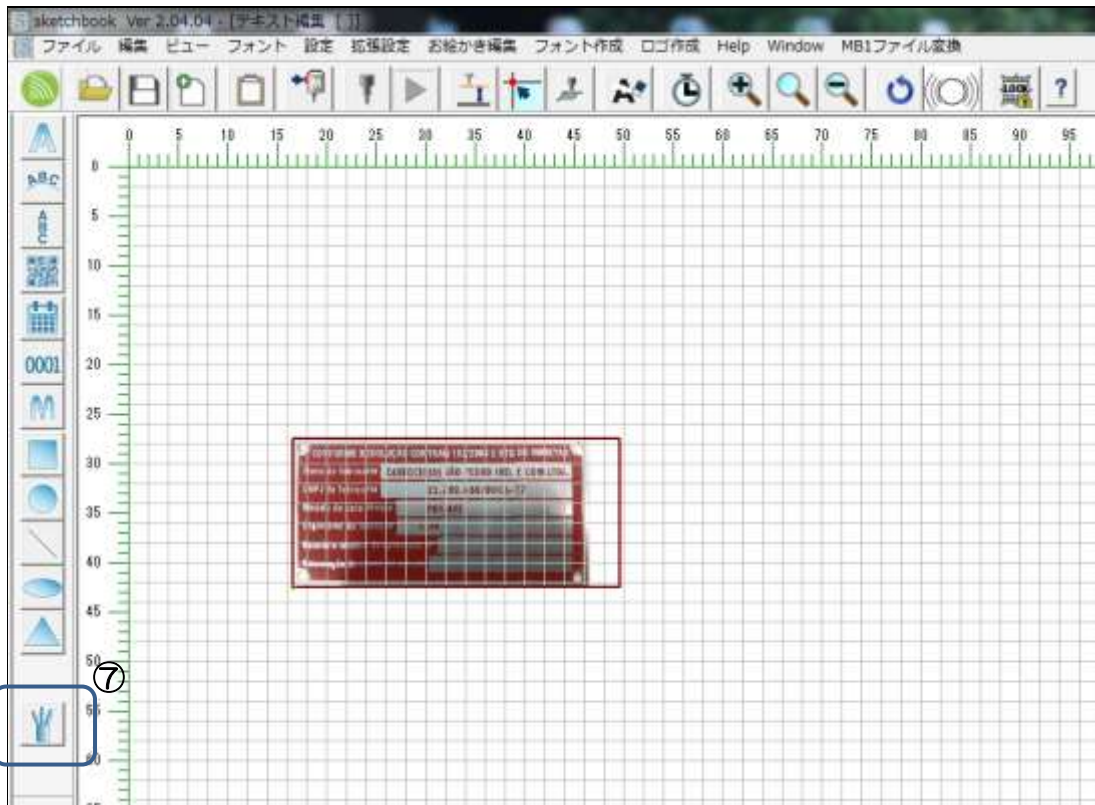 sketchbook Ver 2.04.04 - [テキスト編集 [ ]]
ファイル 編集 ビュー フォント 設定 拡張設定 お絵かき編集 フォント作成 ロゴ作成 Help Window MB1ファイル変換
LOCK ?
0 5 10 15 20 25 30 35 40 45 50 55 60 65 70 75 80 85 90 95
0
ABC
5
ABC
10
15
0001
20
25
30
35
40
45
50
⑦
55
60